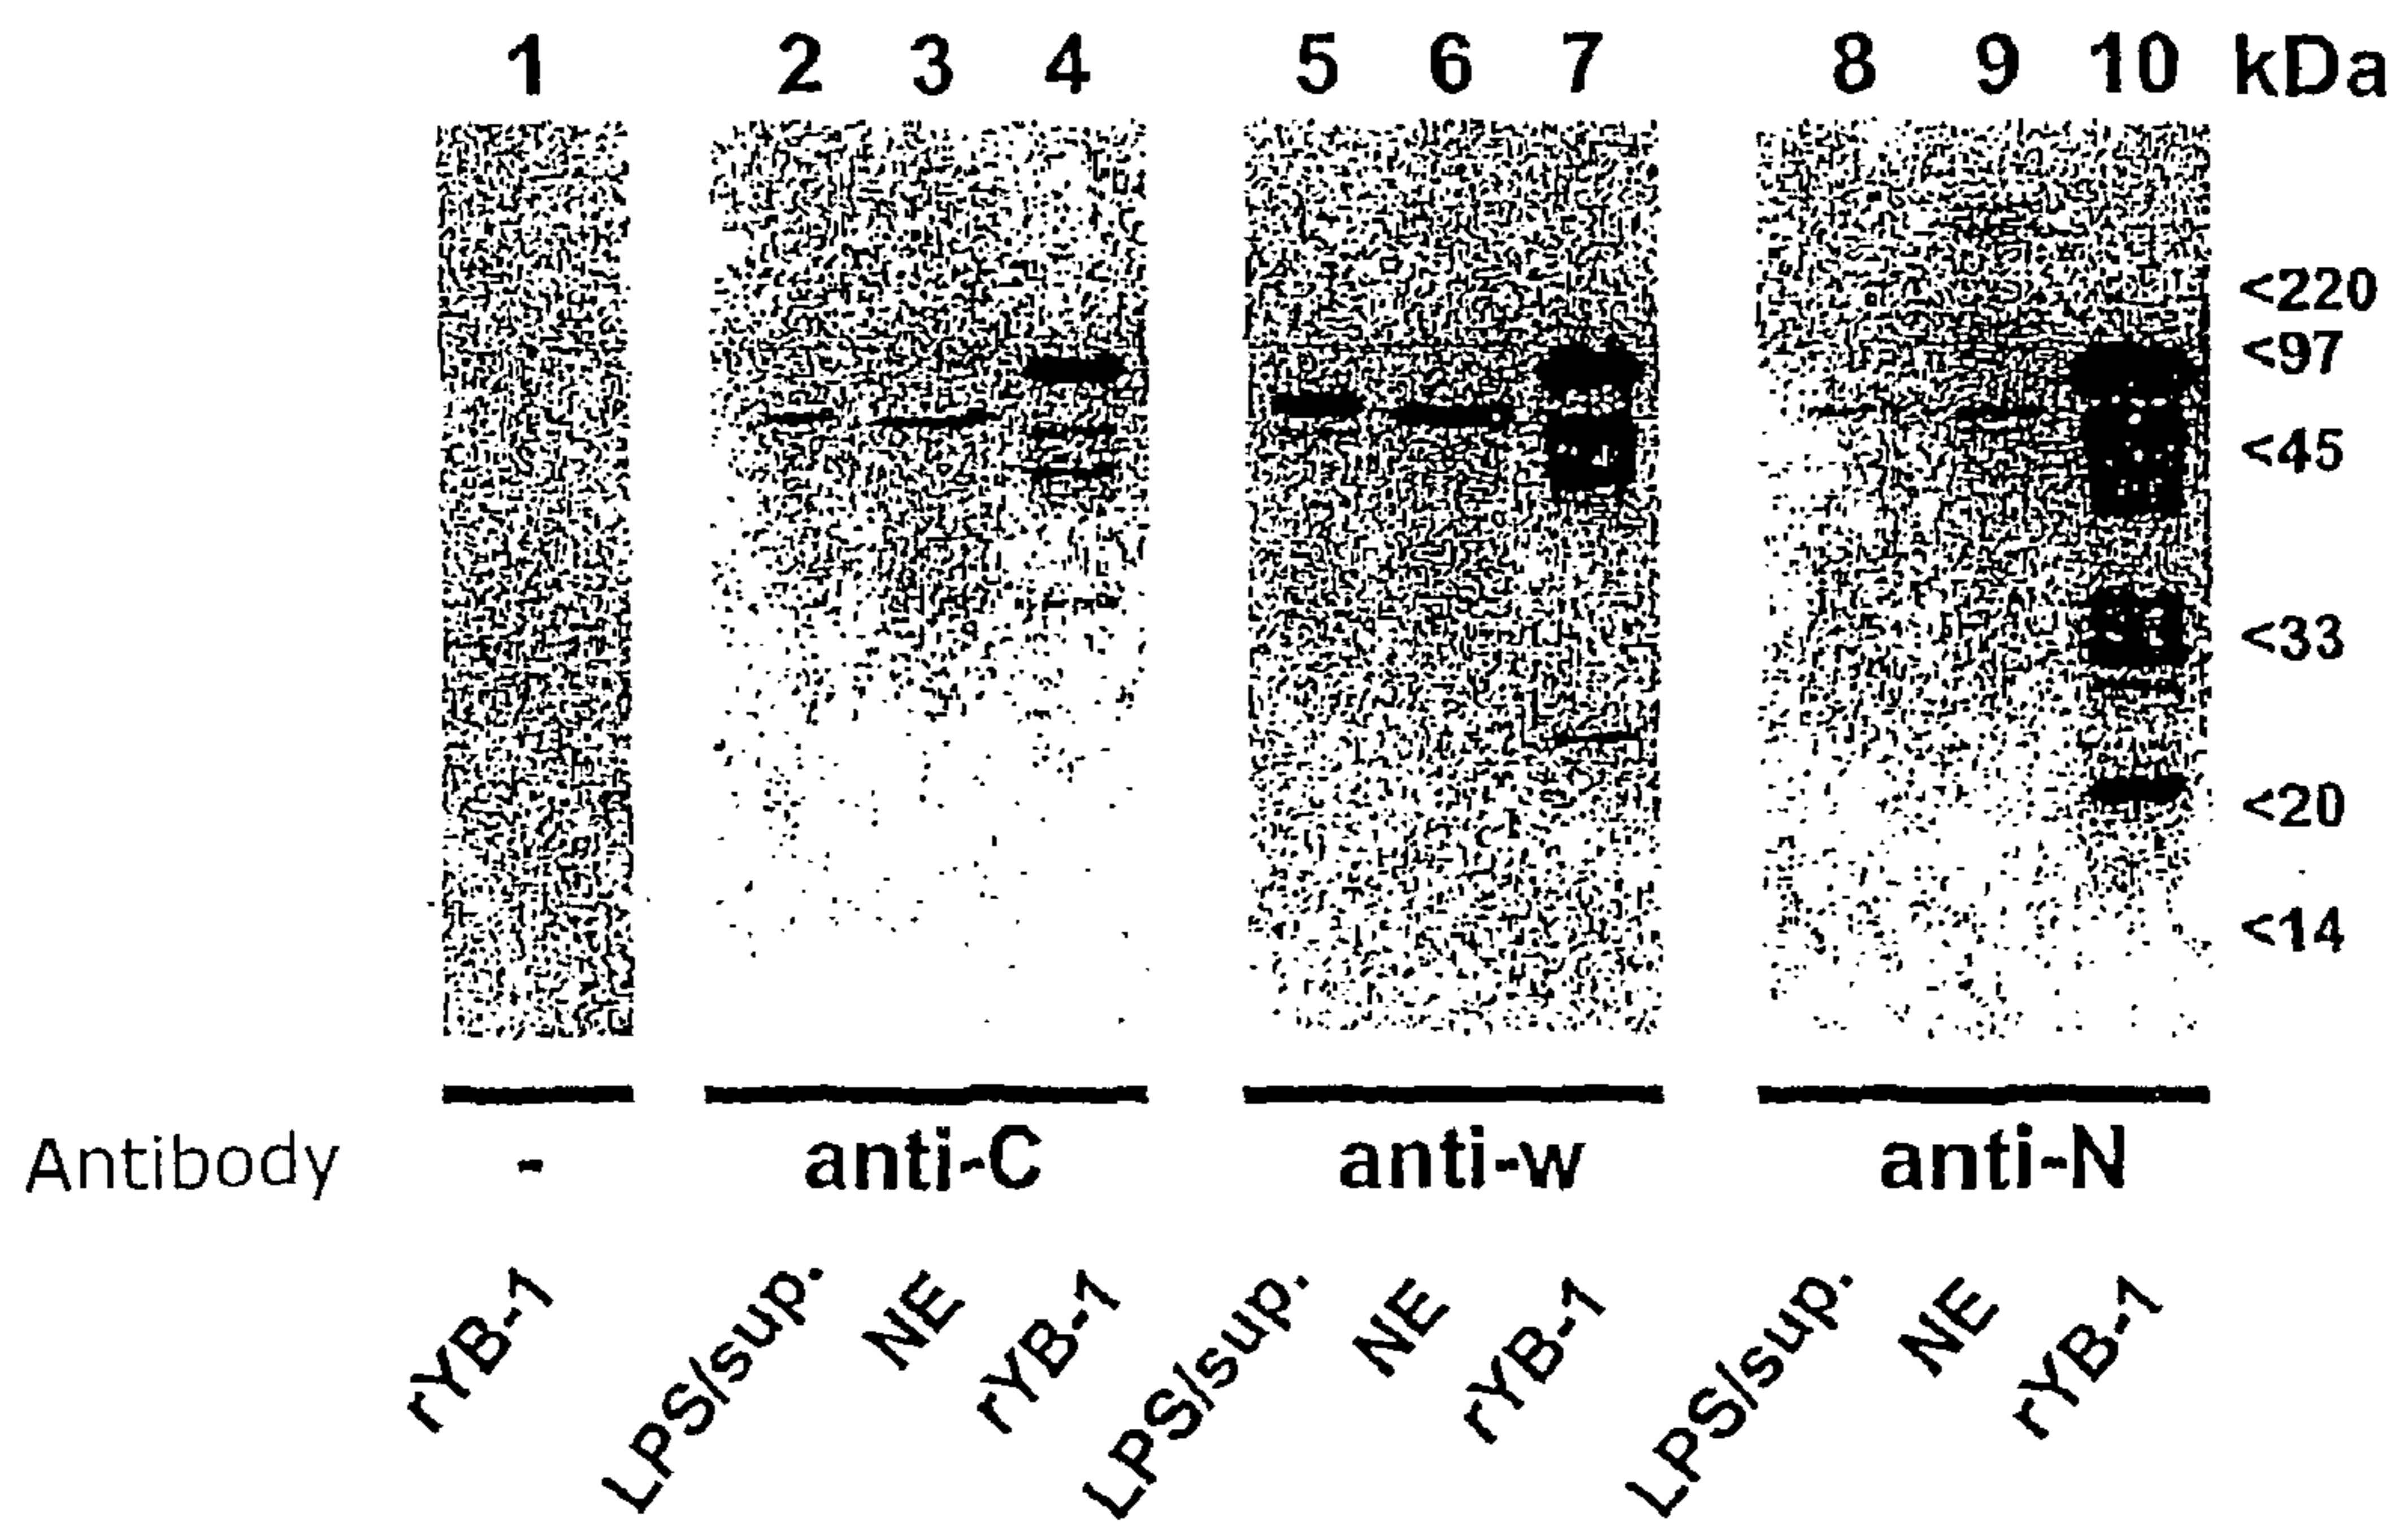 1 2 3 4 5 6 7 8 9 10 kDa
<220
<97
<45
<33
<20
<14
Antibody - anti-C anti-w anti-N
rYB-1 LPS/sup. NE rYB-1 LPS/sup. NE rYB-1 LPS/sup. NE rYB-1